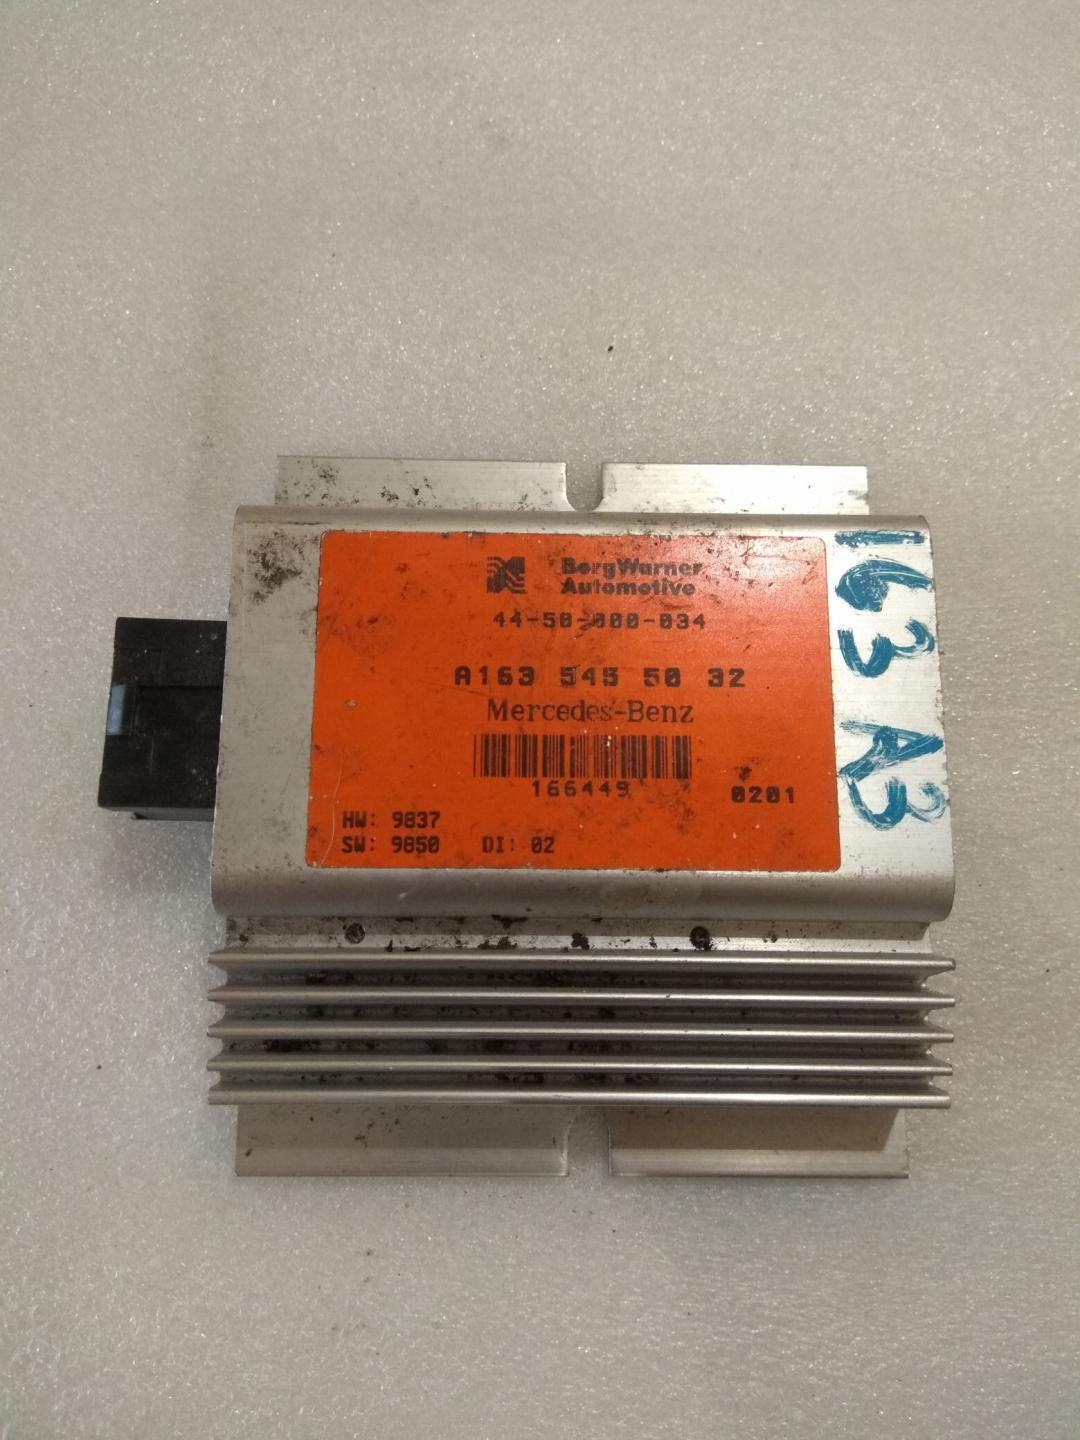 BorgWarner
Automotive
44-50-000-034
A163 545 50 32
Mercedes-Benz
166449
0201
HW: 9837
SW: 9850 DI: 02
163 A3